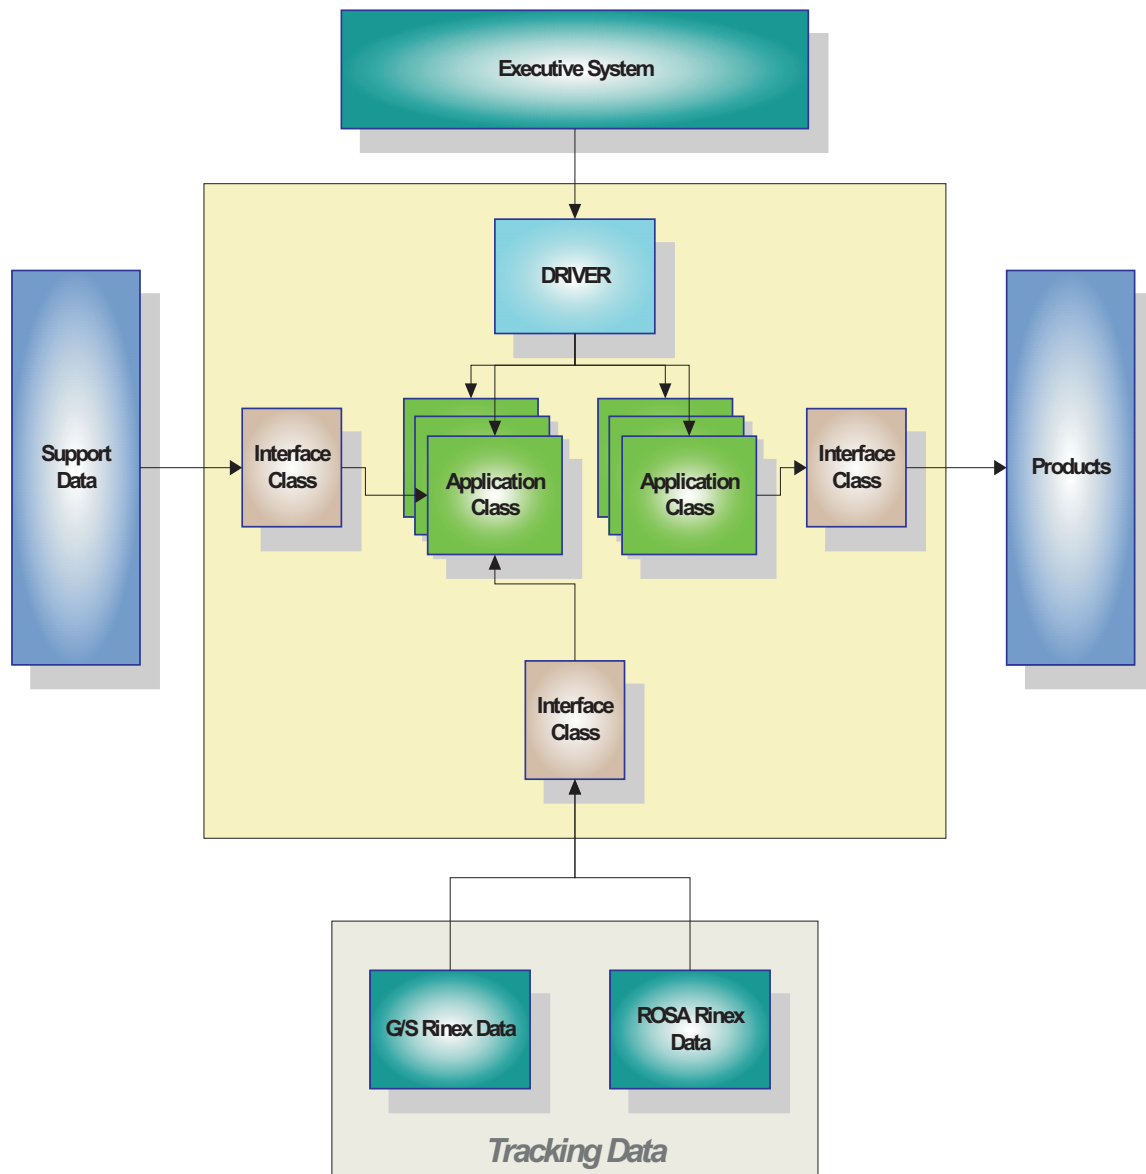 Executive System
DRIVER
Support
Data
Interface
Class
Application
Class
Application
Class
Interface
Class
Products
Interface
Class
G/S Rinex Data
ROSA Rinex
Data
Tracking Data